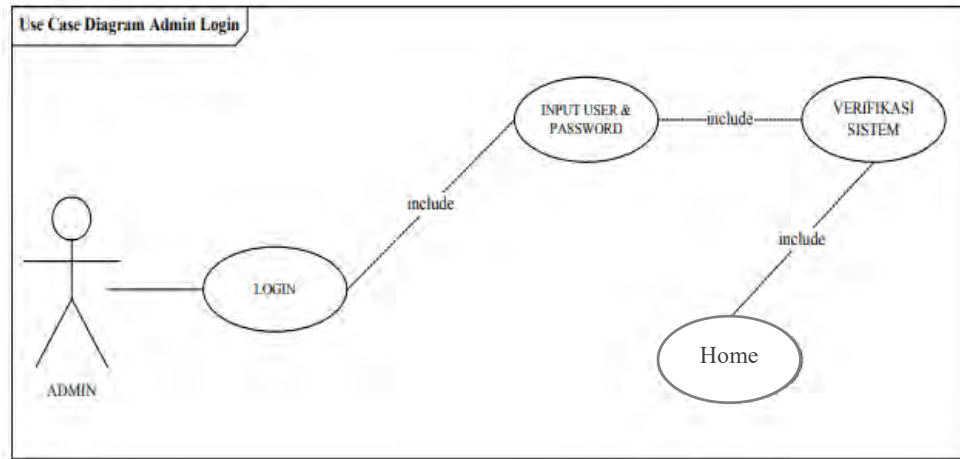 Use Case Diagram Admin Login
INPUT USER &
PASSWORD
include
VERIFIKASI
SISTEM
include
include
LOGIN
Home
ADMIN